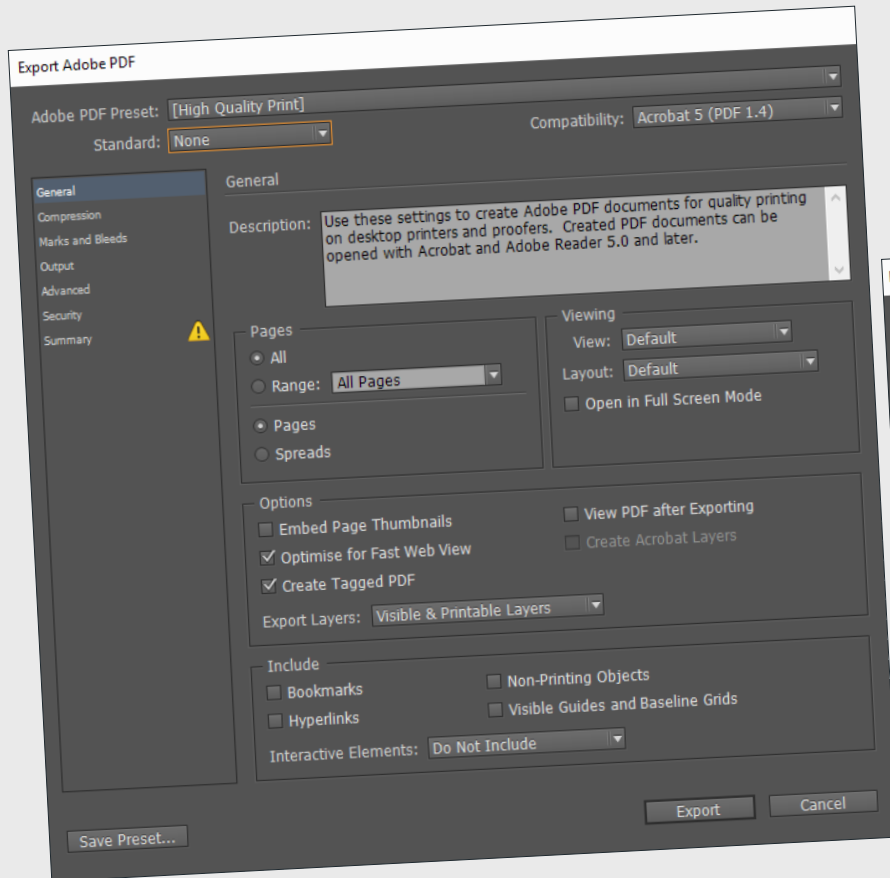 Export Adobe PDF
Adobe PDF Preset: [High Quality Print]
Standard: None
Compatibility: Acrobat 5 (PDF 1.4)
General
Compression
Marks and Bleeds
Output
Advanced
Security
Summary
General
Description: Use these settings to create Adobe PDF documents for quality printing
on desktop printers and proofers. Created PDF documents can be
opened with Acrobat and Adobe Reader 5.0 and later.
Pages
All
Range: All Pages
Pages
Spreads
Viewing
View: Default
Layout: Default
Open in Full Screen Mode
Options
Embed Page Thumbnails
Optimise for Fast Web View
Create Tagged PDF
View PDF after Exporting
Create Acrobat Layers
Export Layers: Visible & Printable Layers
Include
Bookmarks
Hyperlinks
Non-Printing Objects
Visible Guides and Baseline Grids
Interactive Elements: Do Not Include
Save Preset...
Export
Cancel